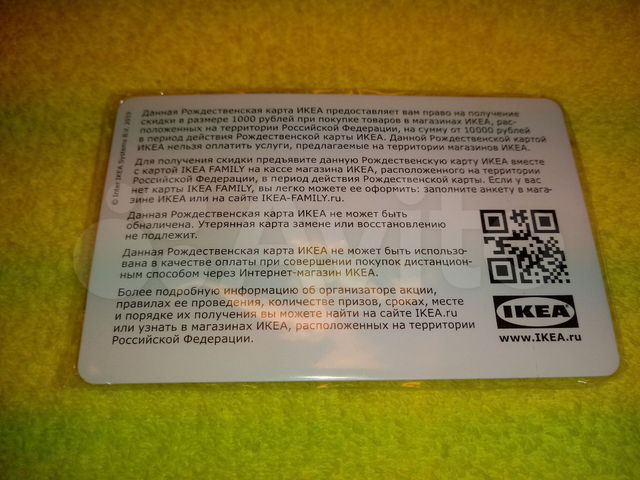 Данная Рождественская карта ИКЕА предоставляет вам право на получение
скидки в размере 1000 рублей при покупке товаров в магазинах ИКЕА, рас-
положенных на территории Российской Федерации, на сумму от 10000 рублей
в период действия Рождественской карты ИКЕА. Данной Рождественской картой
ИКЕА нельзя оплатить услуги, предлагаемые на территории магазинов ИКЕА.
Для получения скидки предъявите данную Рождественскую карту ИКЕА вместе
с картой IKEA FAMILY на кассе магазина ИКЕА, расположенного на территории
Российской Федерации, в период действия Рождественской карты. Если у вас
нет карты IKEA FAMILY, вы легко можете ее оформить: заполните анкету в мага-
зине ИКЕА или на сайте IKEA-FAMILY.ru.
Данная Рождественская карта ИКЕА не может быть
обналичена. Утерянная карта замене или восстановлению
не подлежит.
Данная Рождественская карта ИКЕА не может быть использо-
вана в качестве оплаты при совершении покупок дистанцион-
ным способом через Интернет-магазин ИКЕА.
Более подробную информацию об организаторе акции,
правилах ее проведения, количестве призов, сроках, месте
и порядке их получения вы можете найти на сайте IKEA.ru
или узнать в магазинах ИКЕА, расположенных на территории
Российской Федерации.
© Inter IKEA Systems B.V. 2019
IKEA
www.IKEA.ru
Avito